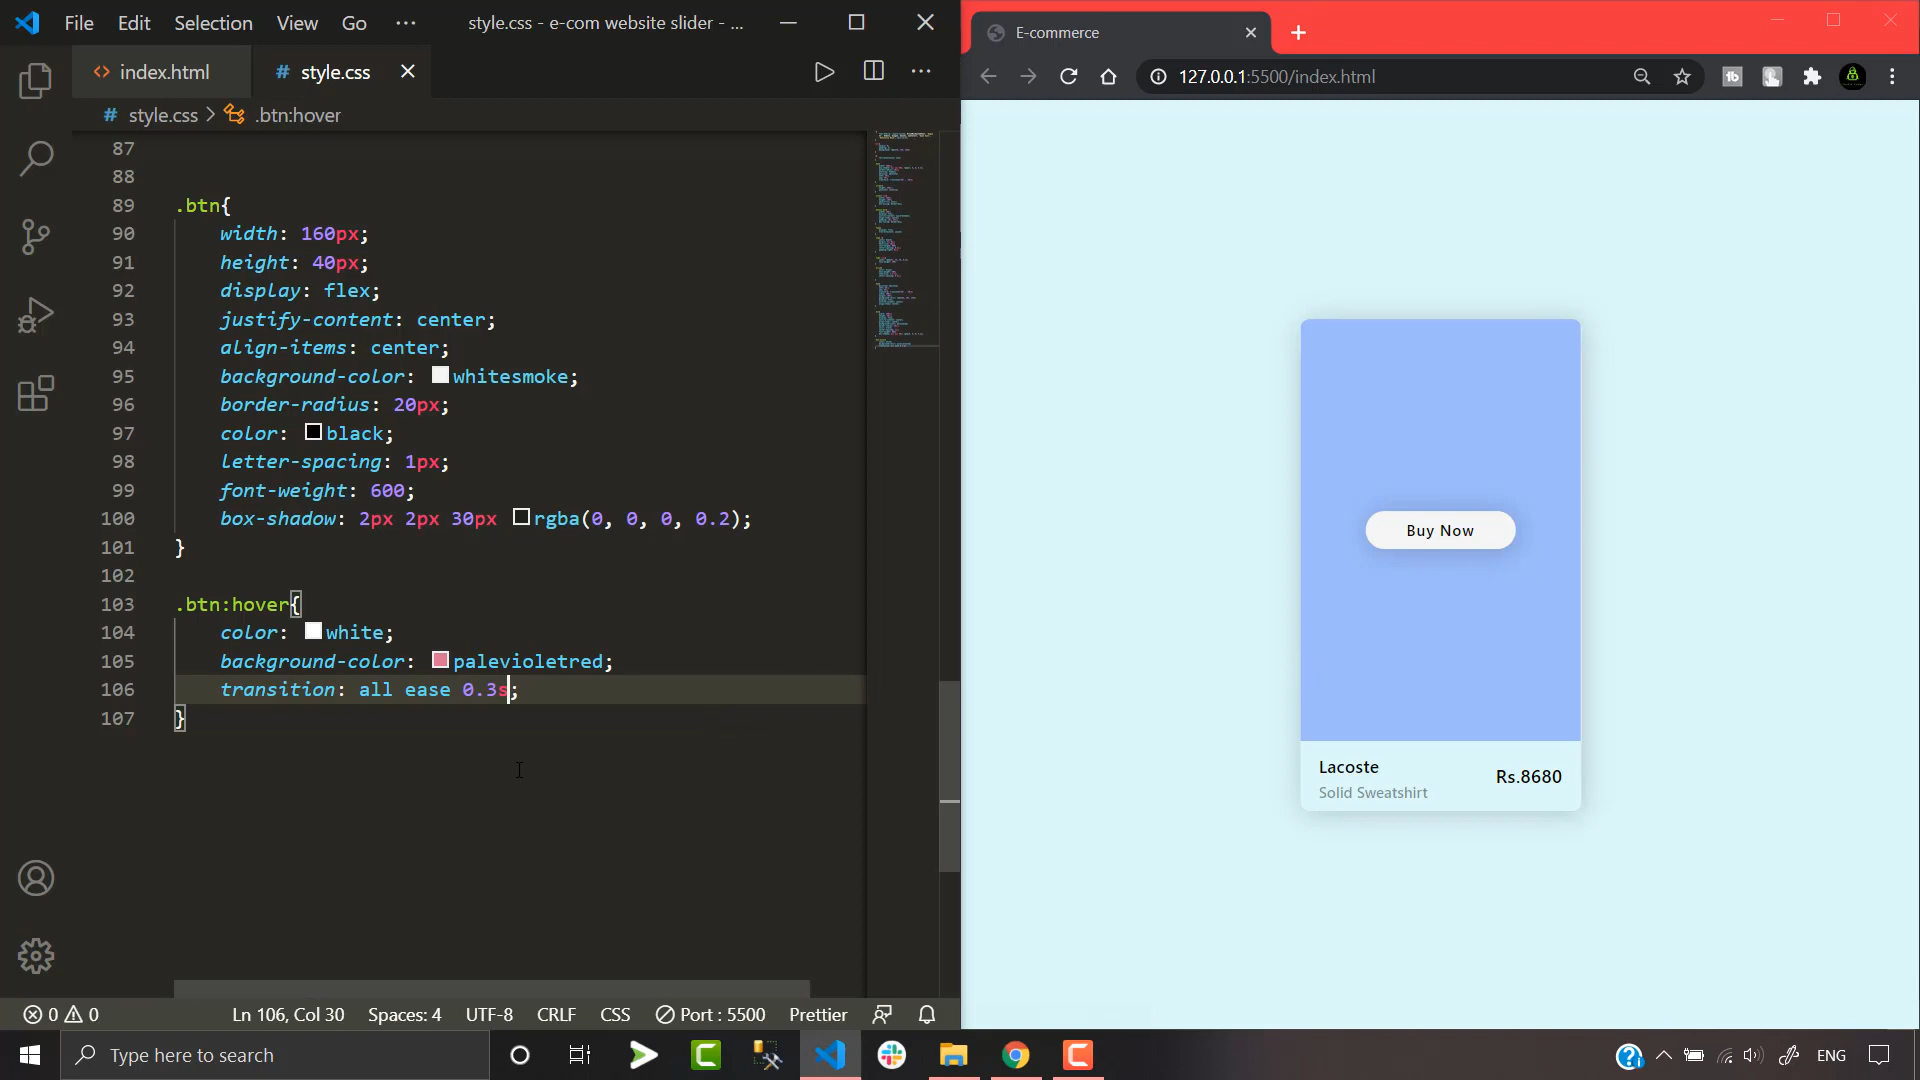 File Edit Selection View Go ··· style.css - e-com website slider - ...
<> index.html # style.css
# style.css > .btn:hover
87
88
89 .btn{
90 width: 160px;
91 height: 40px;
92 display: flex;
93 justify-content: center;
94 align-items: center;
95 background-color: whitesmoke;
96 border-radius: 20px;
97 color: black;
98 letter-spacing: 1px;
99 font-weight: 600;
100 box-shadow: 2px 2px 30px rgba(0, 0, 0, 0.2);
101 }
102
103 .btn:hover{
104 color: white;
105 background-color: palevioletred;
106 transition: all ease 0.3s;
107 }
0 0 Ln 106, Col 30 Spaces: 4 UTF-8 CRLF CSS Port : 5500 Prettier
E-commerce
127.0.0.1:5500/index.html
Buy Now
Lacoste
Solid Sweatshirt
Rs.8680
Type here to search
ENG